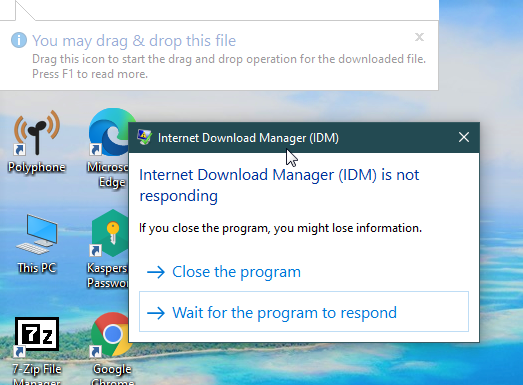 You may drag & drop this file
Drag this icon to start the drag and drop operation for the downloaded file.
Press F1 to read more.
Internet Download Manager (IDM)
Internet Download Manager (IDM) is not
responding
If you close the program, you might lose information.
Close the program
Wait for the program to respond
Polyphone
Micros
Edge
This PC
Kaspers
Passwor
7z
7-Zip File
Manager
Google
Chrome